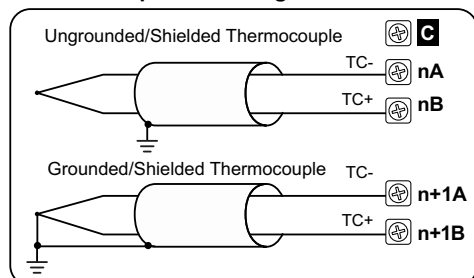 Ungrounded/Shielded Thermocouple C
TC- nA
TC+ nB
Grounded/Shielded Thermocouple
TC- n+1A
TC+ n+1B